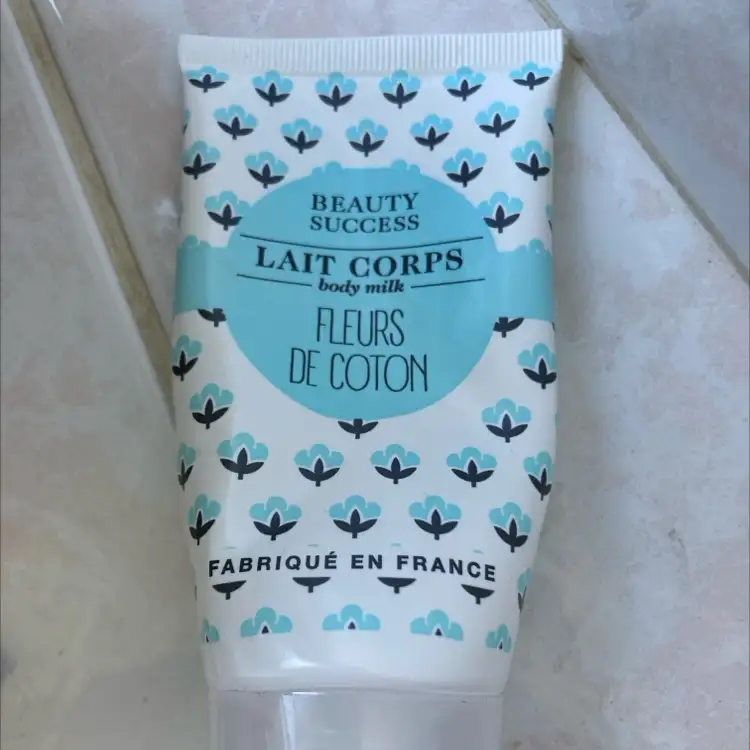 BEAUTY
SUCCESS
LAIT CORPS
body milk
FLEURS
DE COTON
FABRIQUÉ EN FRANCE